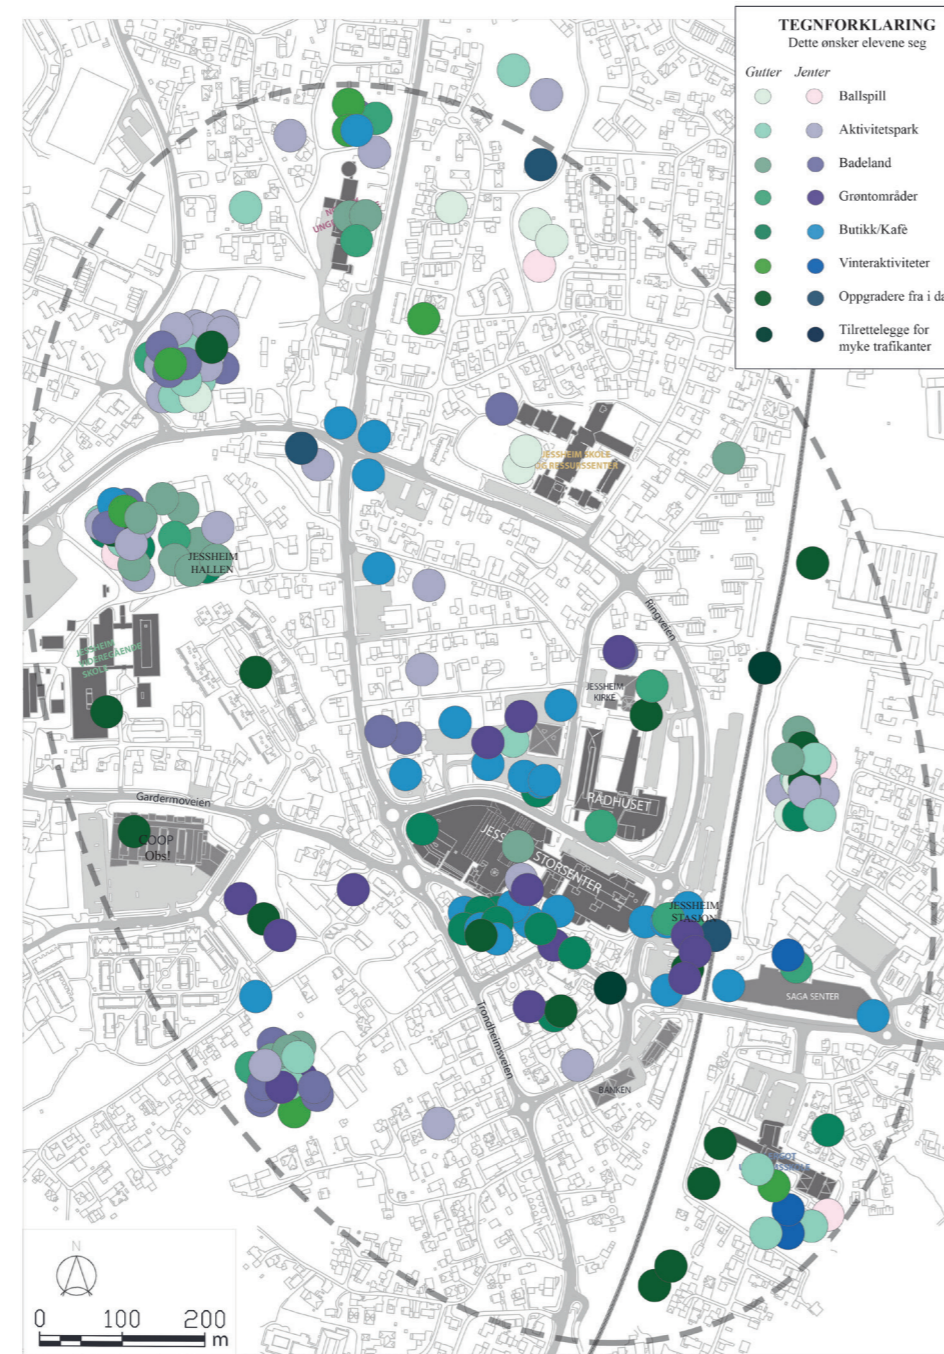 TEGNFORKLARING
Dette ønsker elevene seg
Gutter Jenter
Ballspill
Aktivitetspark
Badeland
Grøntområder
Butikk/Kafè
Vinteraktiviteter
Oppgradere fra i da
Tilrettelegge for
myke trafikanter
JESSHEIM SKOLE
OG RESSURSSENTER
JESSHEIM
HALLEN
Ringveien
JESSHEIM
VIDEREGÅENDE
SKOLE
JESSHEIM
KIRKE
Gardermoveien
RÅDHUSET
COOP
Obs!
STORSENTER
JESSHEIM
STASJON
SAGA SENTER
Trondheimsveien
BANKEN
N
0 100 200
m